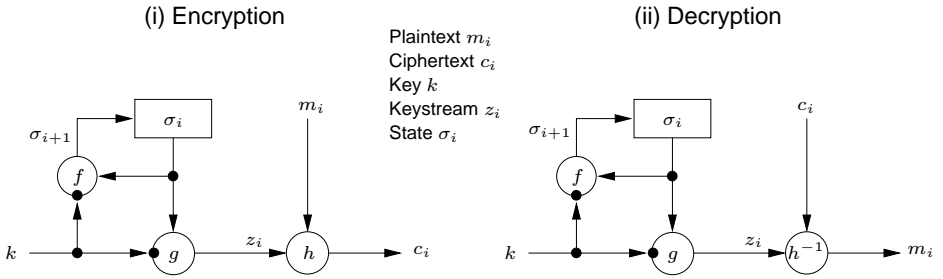 (i) Encryption
(ii) Decryption
Plaintext m_i
Ciphertext c_i
Key k
Keystream z_i
State σ_i
σ_i
m_i
σ_{i+1}
f
k
g
z_i
h
c_i
σ_i
c_i
σ_{i+1}
f
k
g
z_i
h^{-1}
m_i